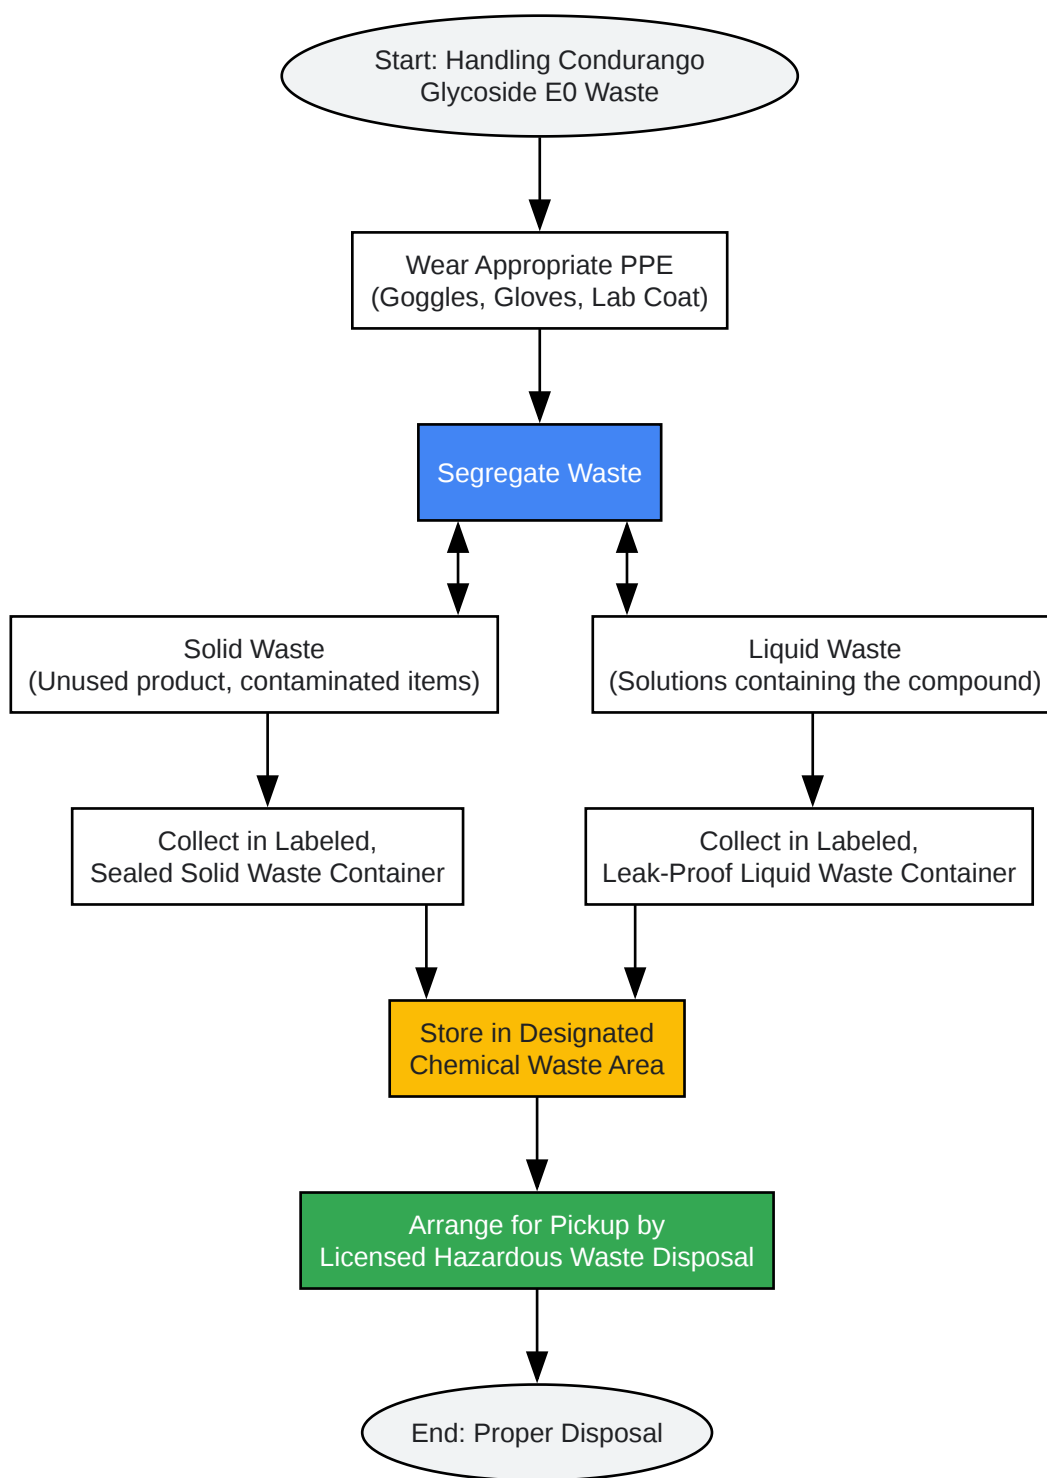 Start: Handling Condurango
Glycoside E0 Waste
Wear Appropriate PPE
(Goggles, Gloves, Lab Coat)
Segregate Waste
Solid Waste
(Unused product, contaminated items)
Liquid Waste
(Solutions containing the compound)
Collect in Labeled,
Sealed Solid Waste Container
Collect in Labeled,
Leak-Proof Liquid Waste Container
Store in Designated
Chemical Waste Area
Arrange for Pickup by
Licensed Hazardous Waste Disposal
End: Proper Disposal